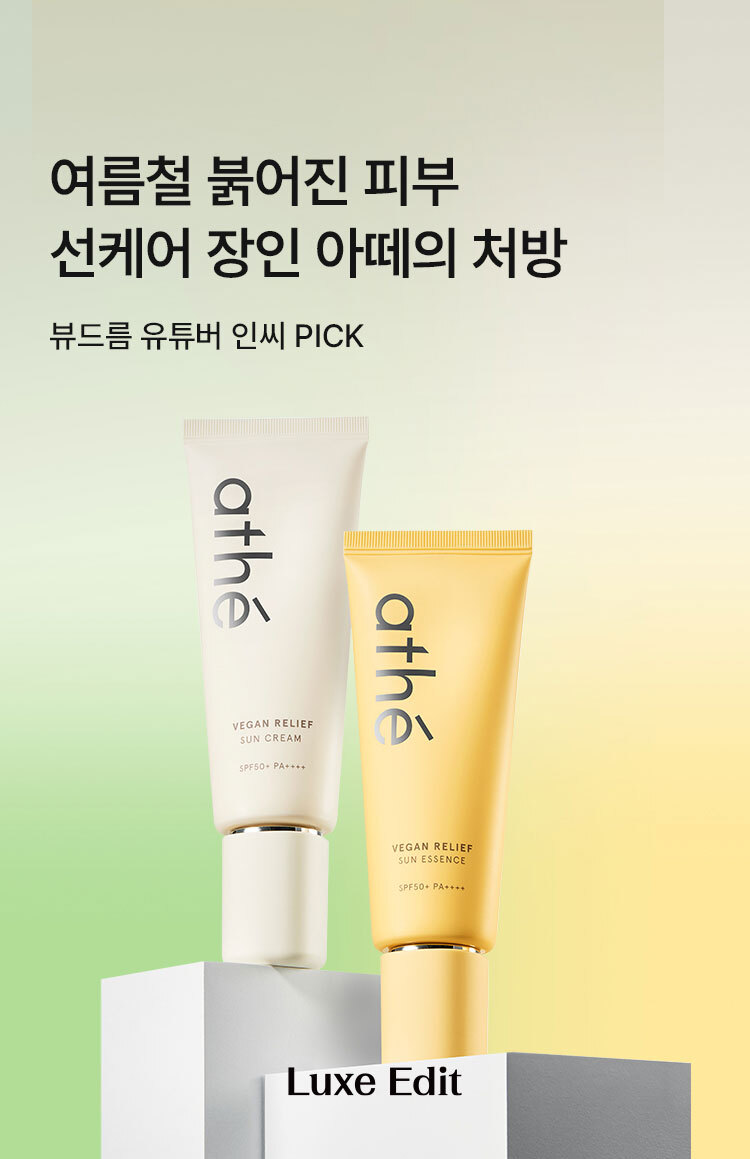 여름철 붉어진 피부
선케어 장인 아떼의 처방
뷰드름 유튜버 인씨 PICK
athé
VEGAN RELIEF
SUN CREAM
SPF50+ PA++++
athé
VEGAN RELIEF
SUN ESSENCE
SPF50+ PA++++
Luxe Edit